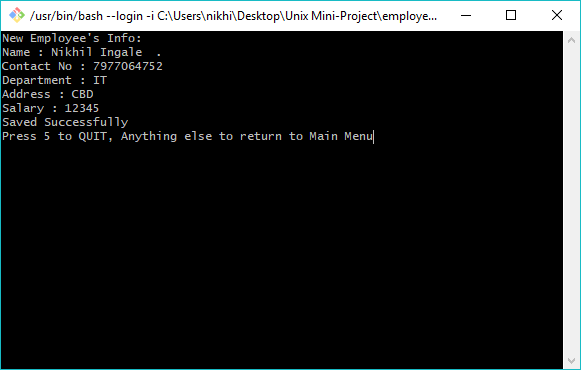 /usr/bin/bash --login -i C:\Users\nikhi\Desktop\Unix Mini-Project\employe...
New Employee's Info:
Name : Nikhil Ingale  .
Contact No : 7977064752
Department : IT
Address : CBD
Salary : 12345
Saved Successfully
Press 5 to QUIT, Anything else to return to Main Menu